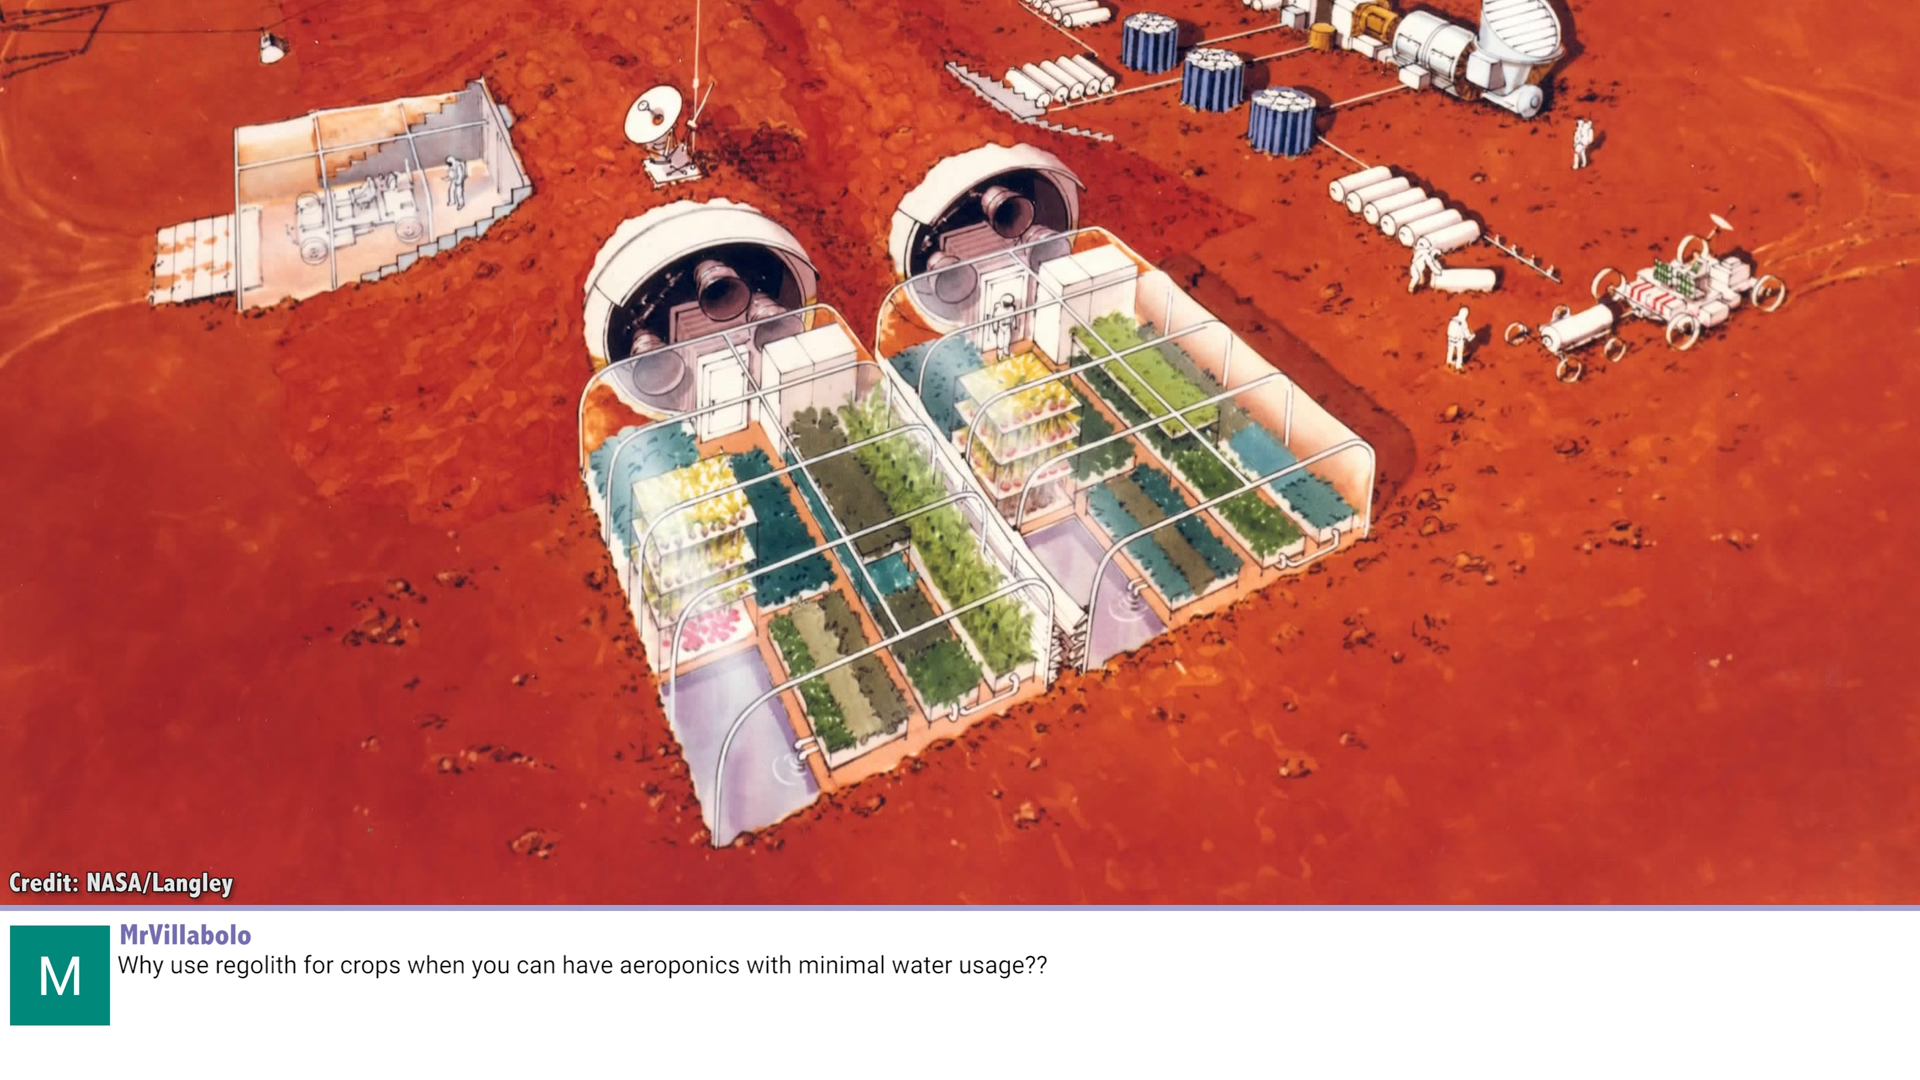 Credit: NASA/Langley
MrVillabolo
M
Why use regolith for crops when you can have aeroponics with minimal water usage??